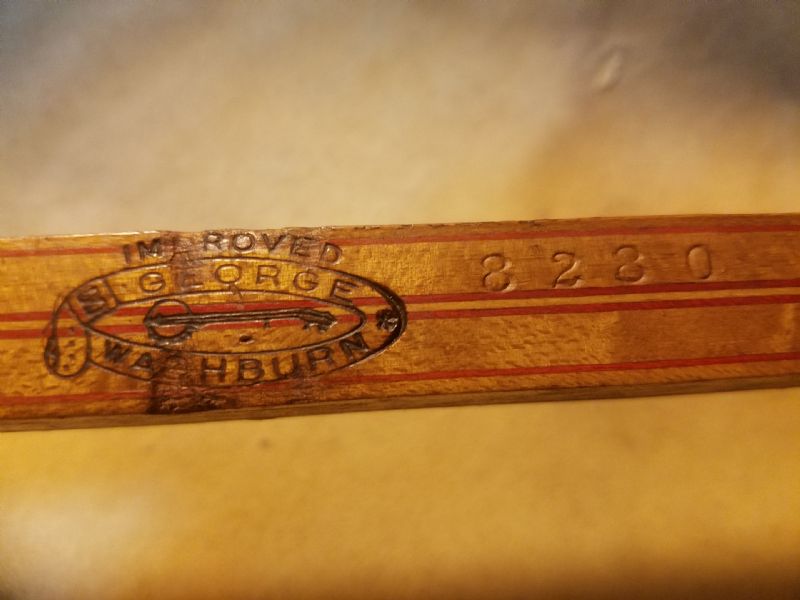 IMPROVED
GEORGE
WASHBURN
8230